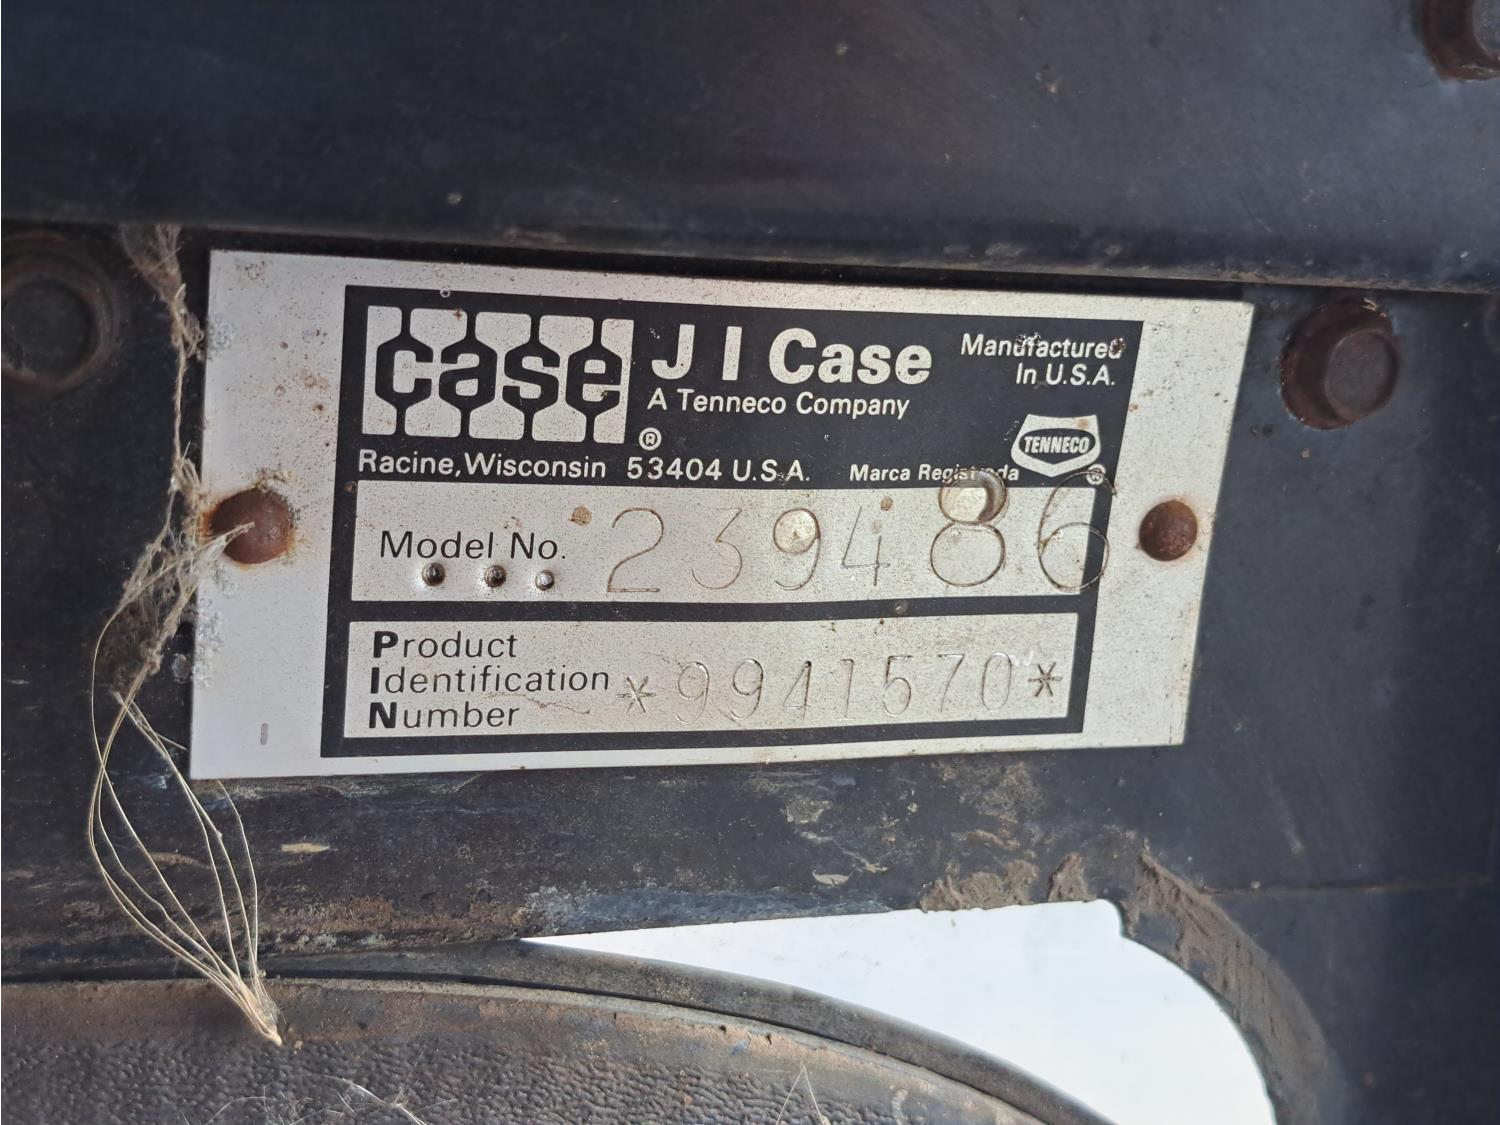 case ® J I Case
A Tenneco Company
Manufactured
In U.S.A.
TENNECO ®
Racine, Wisconsin 53404 U.S.A. Marca Registrada
Model No. 239486
Product
Identification
Number *9941570*